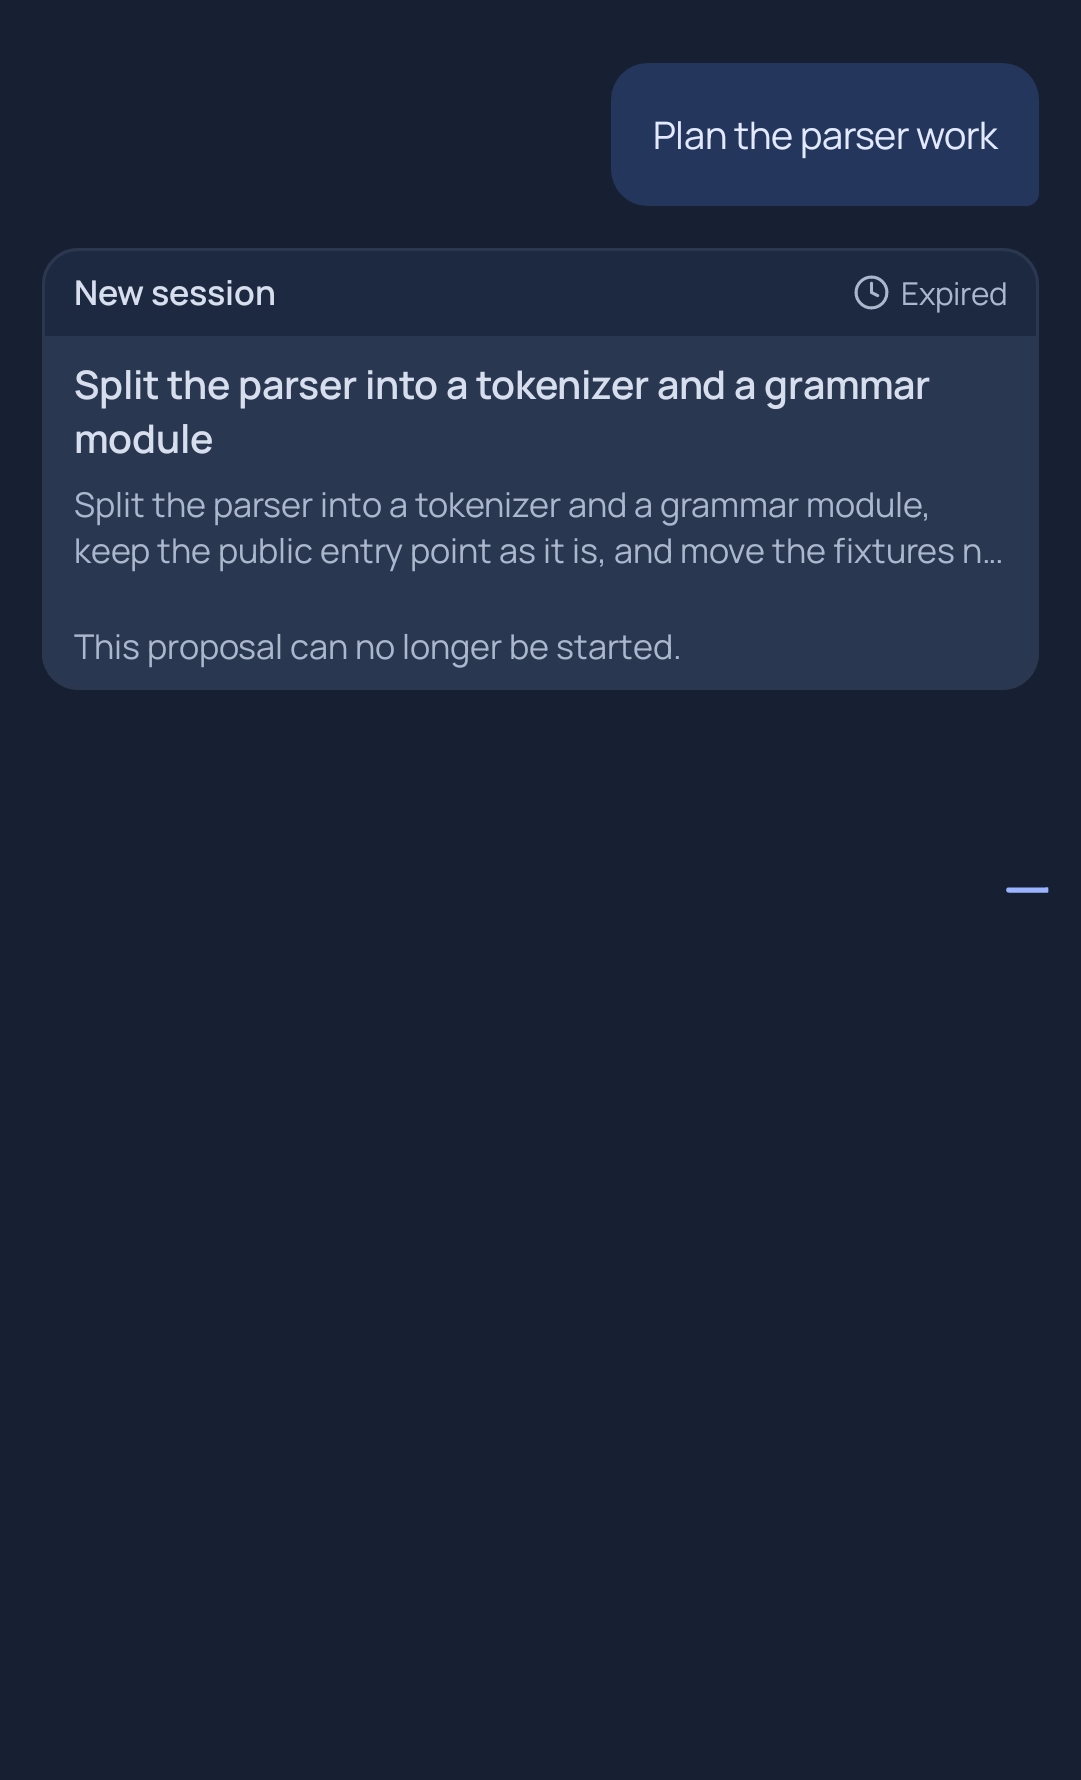 Plan the parser work
New session
Expired
Split the parser into a tokenizer and a grammar
module
Split the parser into a tokenizer and a grammar module,
keep the public entry point as it is, and move the fixtures n…
This proposal can no longer be started.